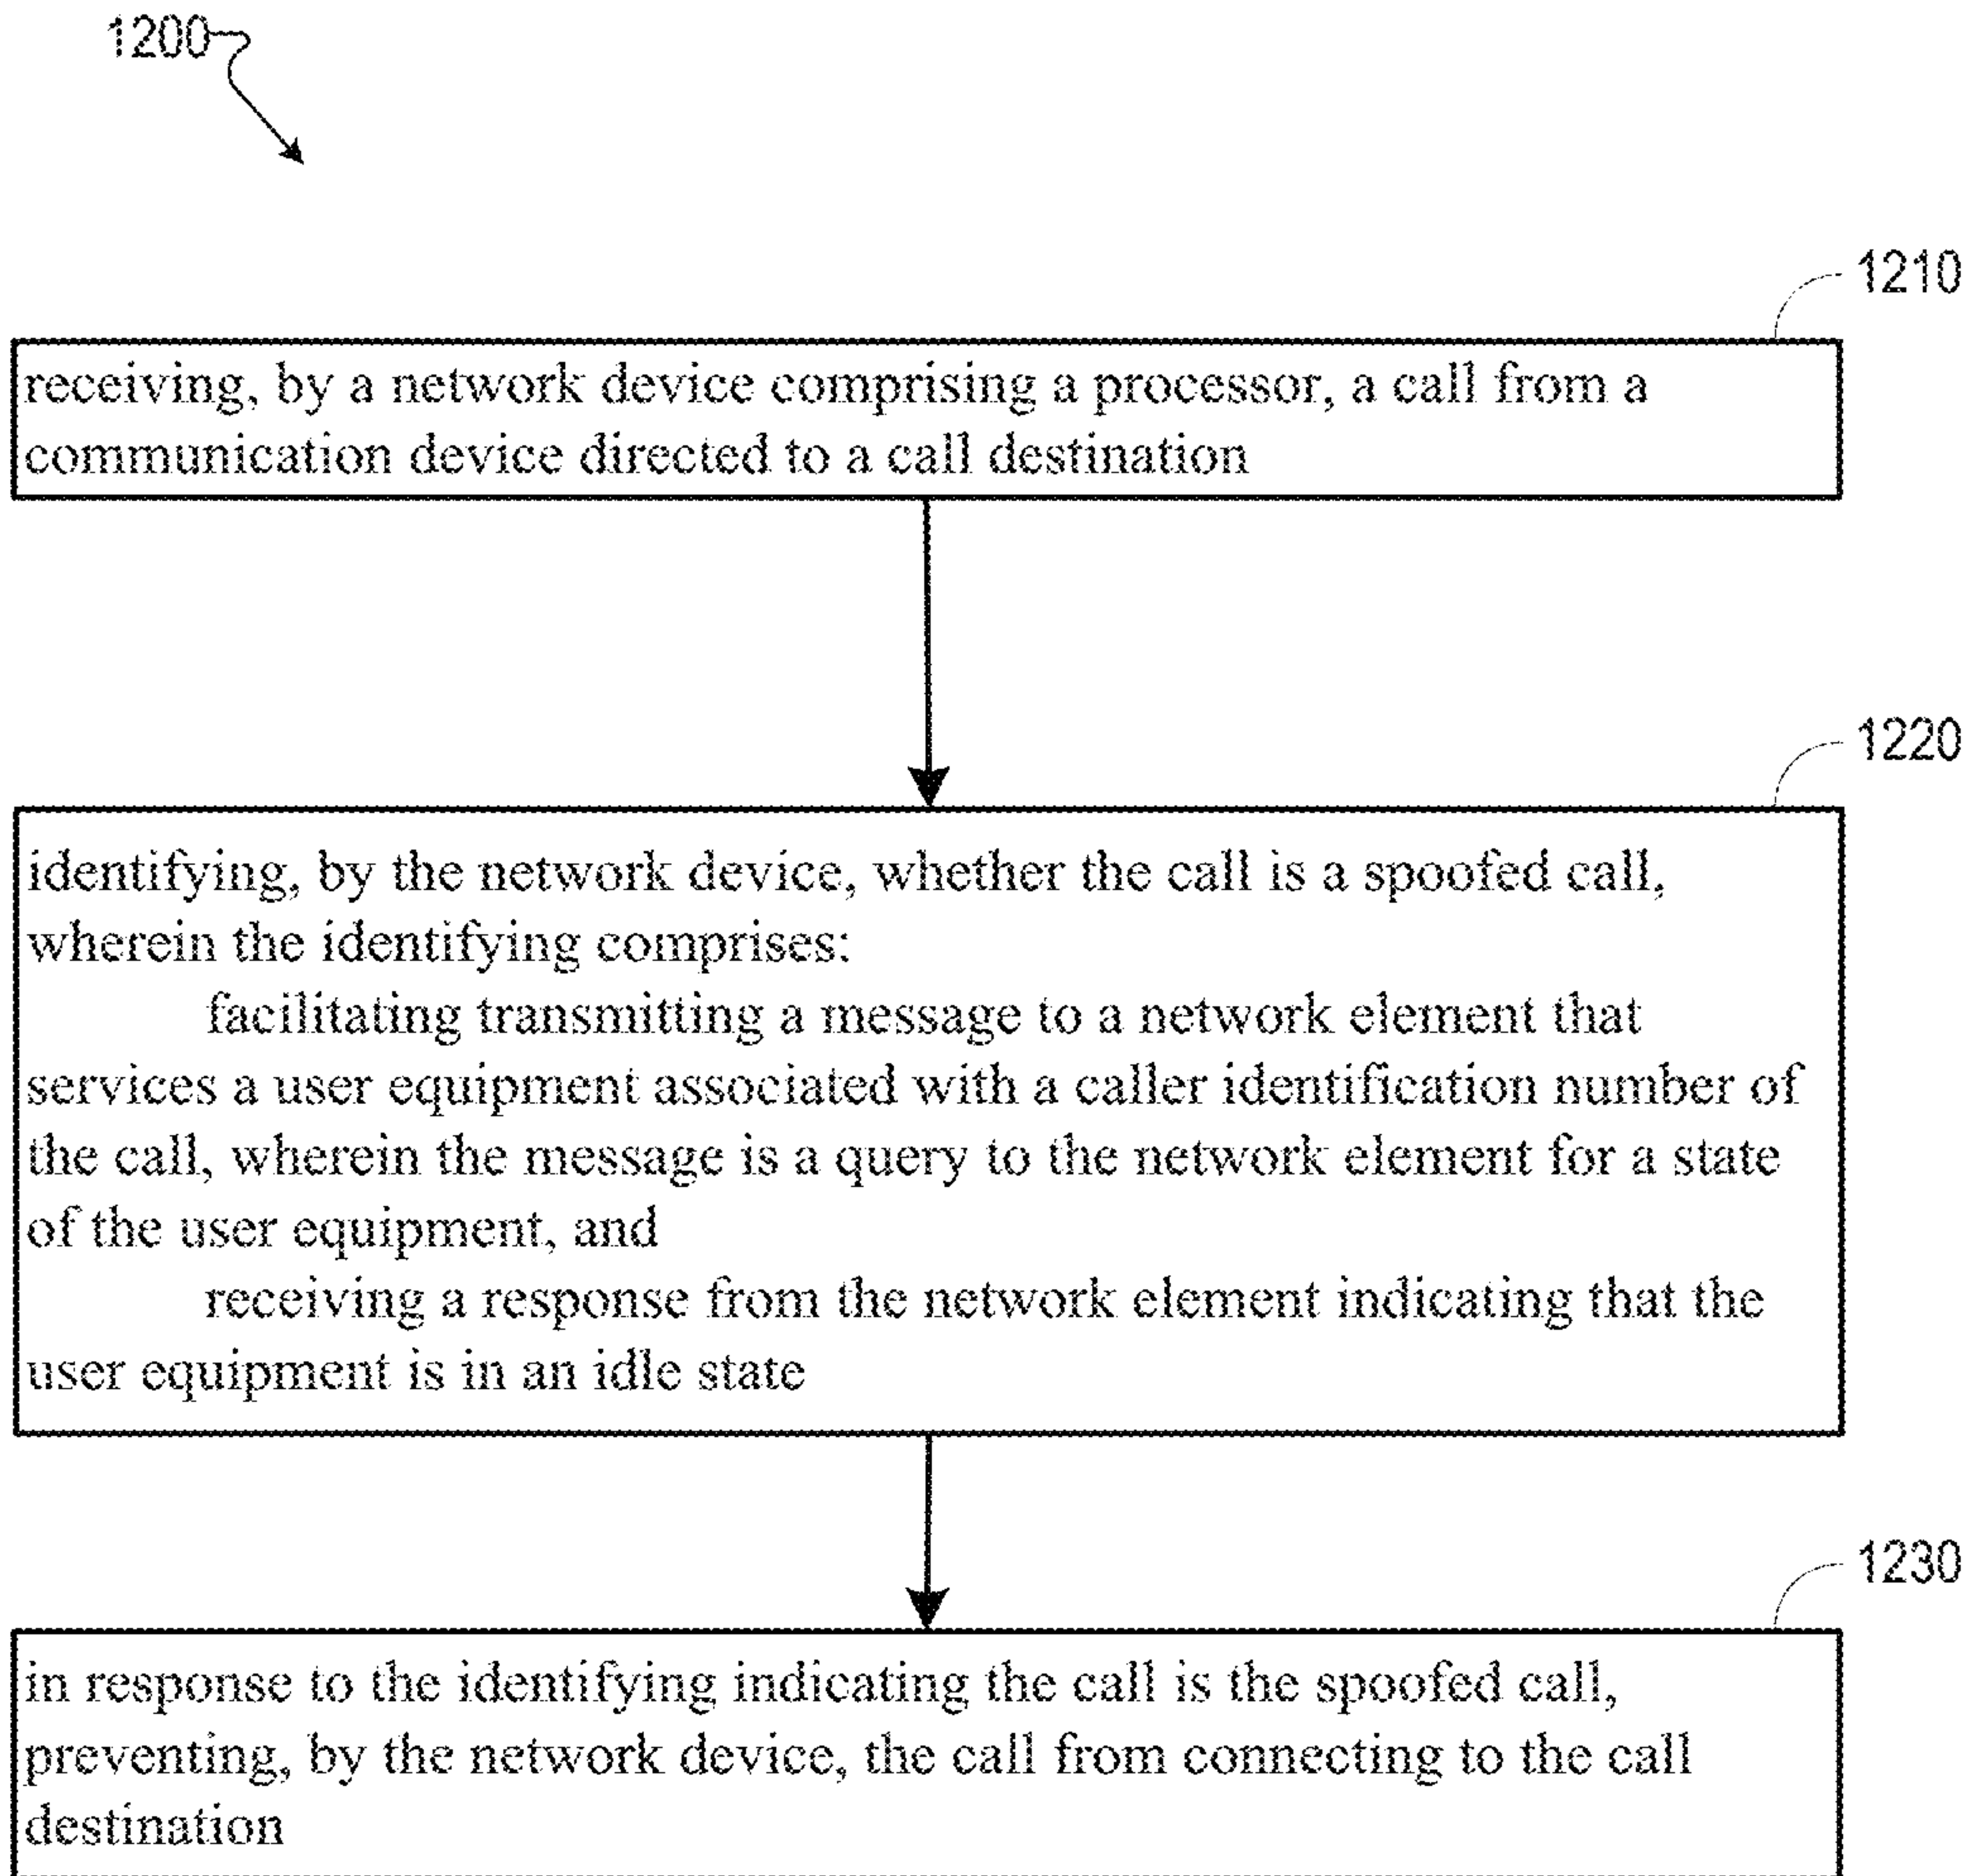 1200
1210
receiving, by a network device comprising a processor, a call from a
communication device directed to a call destination
1220
identifying, by the network device, whether the call is a spoofed call,
wherein the identifying comprises:
facilitating transmitting a message to a network element that
services a user equipment associated with a caller identification number of
the call, wherein the message is a query to the network element for a state
of the user equipment, and
receiving a response from the network element indicating that the
user equipment is in an idle state
1230
in response to the identifying indicating the call is the spoofed call,
preventing, by the network device, the call from connecting to the call
destination